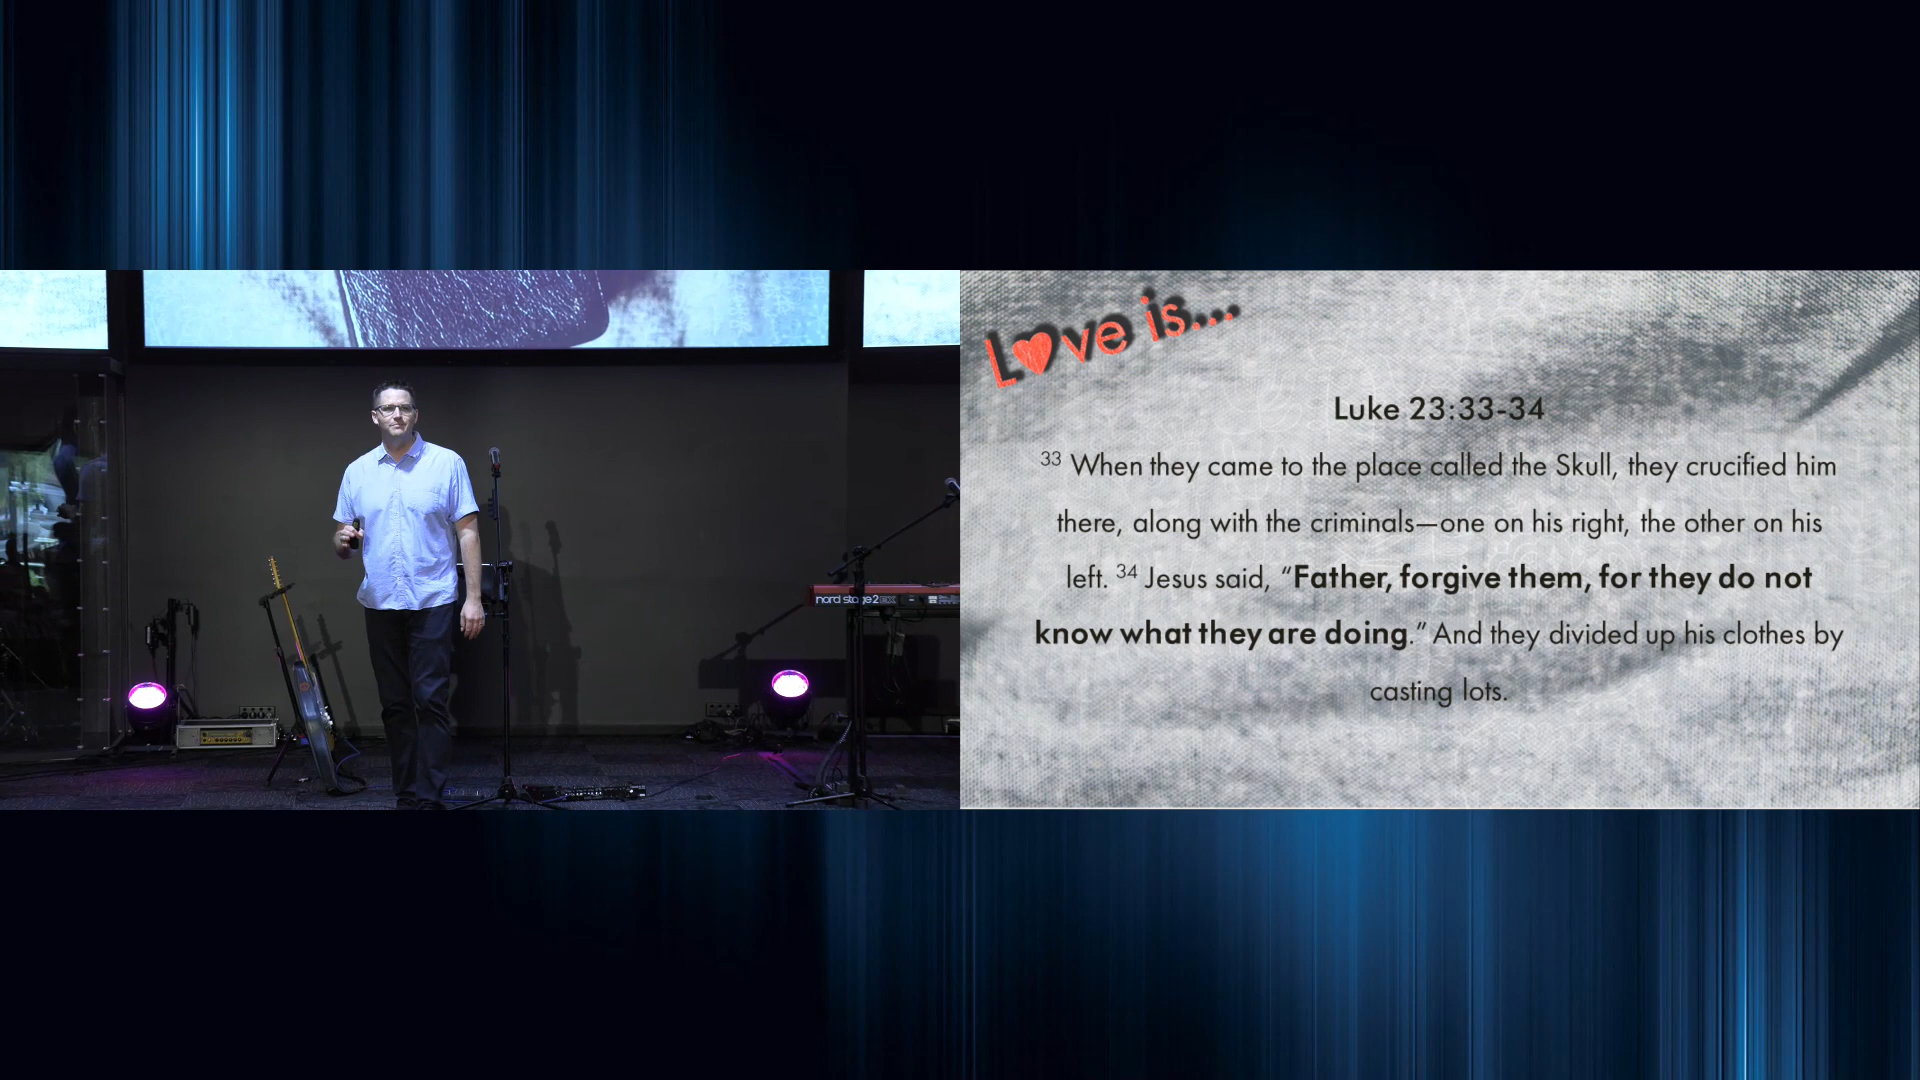 Love is...
Luke 23:33-34
33 When they came to the place called the Skull, they crucified him
there, along with the criminals—one on his right, the other on his
left. 34 Jesus said, “Father, forgive them, for they do not
know what they are doing.” And they divided up his clothes by
casting lots.
nord stage 2 EX